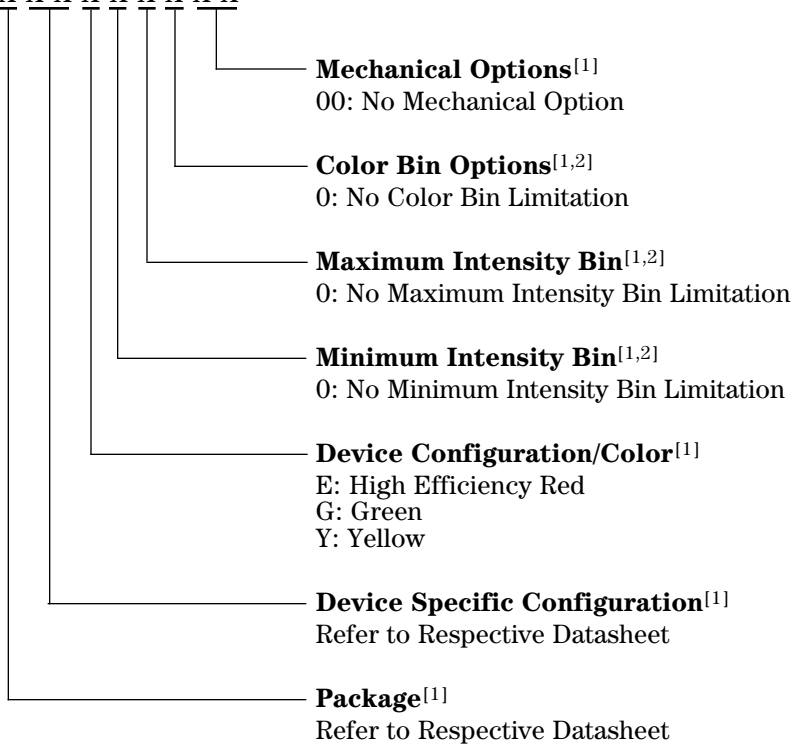 Mechanical Options[1]
00: No Mechanical Option
Color Bin Options[1,2]
0: No Color Bin Limitation
Maximum Intensity Bin[1,2]
0: No Maximum Intensity Bin Limitation
Minimum Intensity Bin[1,2]
0: No Minimum Intensity Bin Limitation
Device Configuration/Color[1]
E: High Efficiency Red
G: Green
Y: Yellow
Device Specific Configuration[1]
Refer to Respective Datasheet
Package[1]
Refer to Respective Datasheet